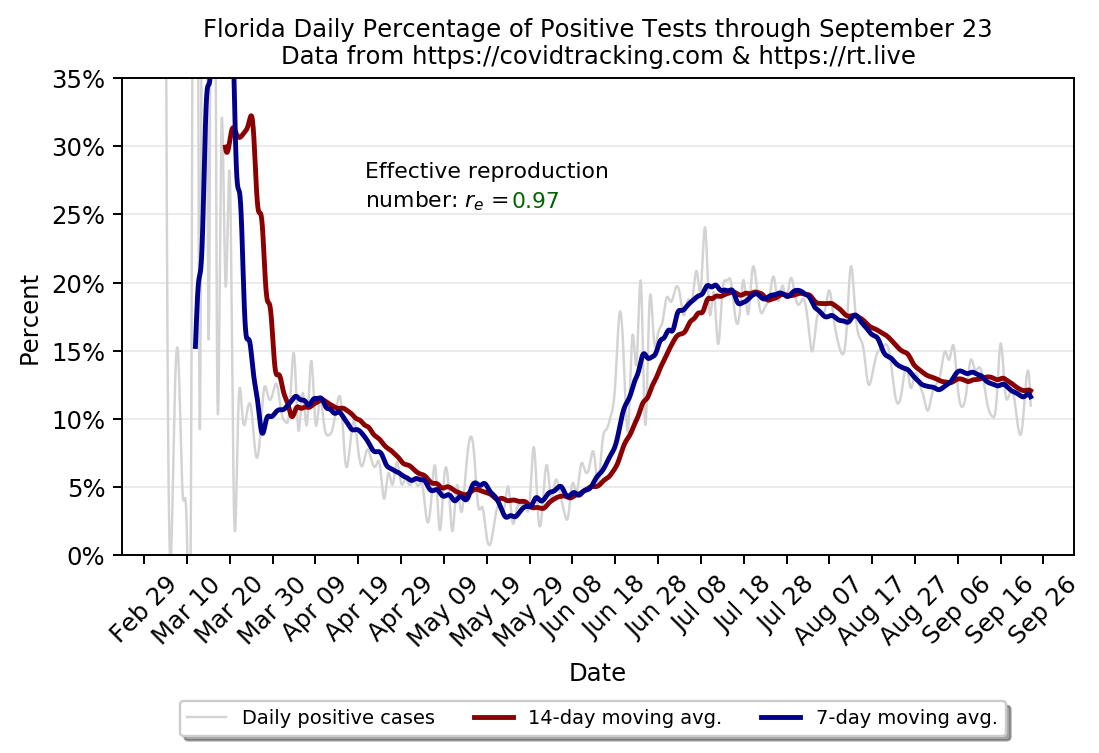 Florida Daily Percentage of Positive Tests through September 23
Data from https://covidtracking.com & https://rt.live
35%
30%
25%
20%
15%
10%
5%
0%
Percent
Effective reproduction
number: rₑ = 0.97
Feb 29
Mar 10
Mar 20
Mar 30
Apr 09
Apr 19
Apr 29
May 09
May 19
May 29
Jun 08
Jun 18
Jun 28
Jul 08
Jul 18
Jul 28
Aug 07
Aug 17
Aug 27
Sep 06
Sep 16
Sep 26
Date
Daily positive cases
14-day moving avg.
7-day moving avg.